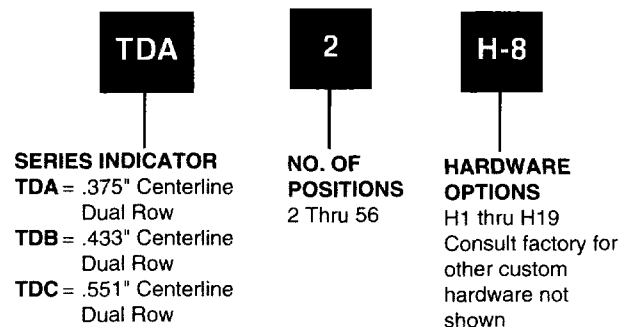 TDA
2
H-8
SERIES INDICATOR
TDA = .375" Centerline
Dual Row
TDB = .433" Centerline
Dual Row
TDC = .551" Centerline
Dual Row
NO. OF
POSITIONS
2 Thru 56
HARDWARE
OPTIONS
H1 thru H19
Consult factory for
other custom
hardware not
shown